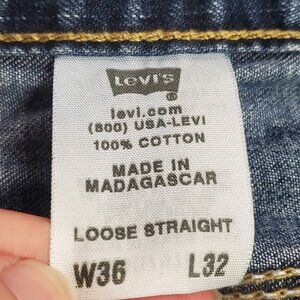 Levi's
®
levi.com
(800) USA-LEVI
100% COTTON
MADE IN
MADAGASCAR
LOOSE STRAIGHT
W36 L32